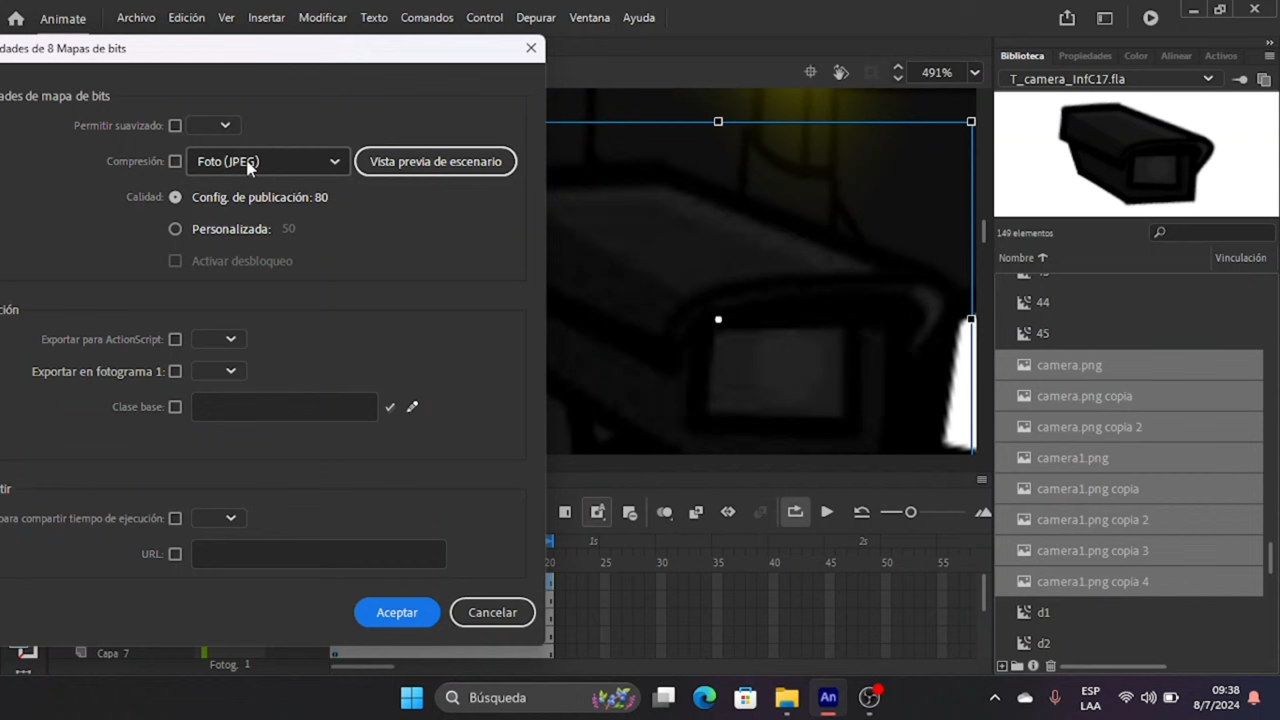 Animate Archivo Edición Ver Insertar Modificar Texto Comandos Control Depurar Ventana Ayuda
dades de 8 Mapas de bits
ades de mapa de bits
Permitir suavizado:
Compresión: Foto (JPEG) Vista previa de escenario
Calidad: Config. de publicación: 80
Personalizada: 50
Activar desbloqueo
ción
Exportar para ActionScript:
Exportar en fotograma 1:
Clase base:
tir
para compartir tiempo de ejecución:
URL:
Aceptar Cancelar
491%
1s 2s
20 25 30 35 40 45 50 55
Capa 7
Fotog. 1
Biblioteca Propiedades Color Alinear Activos
T_camera_InfC17.fla
149 elementos
Nombre Vinculación
44
45
camera.png
camera.png copia
camera.png copia 2
camera1.png
camera1.png copia
camera1.png copia 2
camera1.png copia 3
camera1.png copia 4
d1
d2
Búsqueda
An
ESP
LAA
09:38
8/7/2024